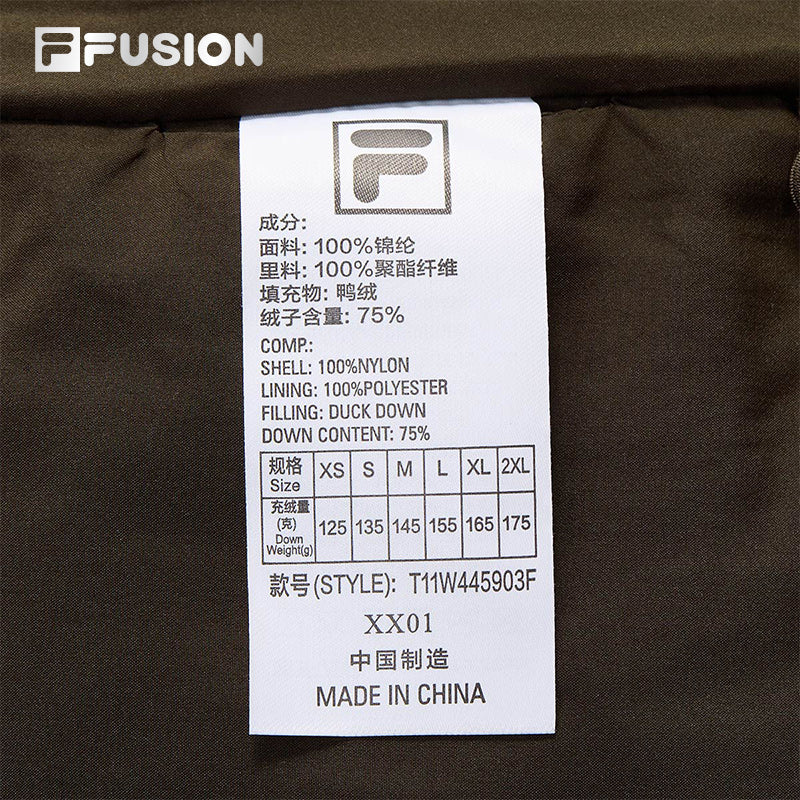 FUSION
F
成分:
面料: 100%锦纶
里料: 100%聚酯纤维
填充物: 鸭绒
绒子含量: 75%
COMP.:
SHELL: 100%NYLON
LINING: 100%POLYESTER
FILLING: DUCK DOWN
DOWN CONTENT: 75%
规格 Size XS S M L XL 2XL
充绒量 (克) Down Weight(g) 125 135 145 155 165 175
款号(STYLE): T11W445903F
XX01
中国制造
MADE IN CHINA